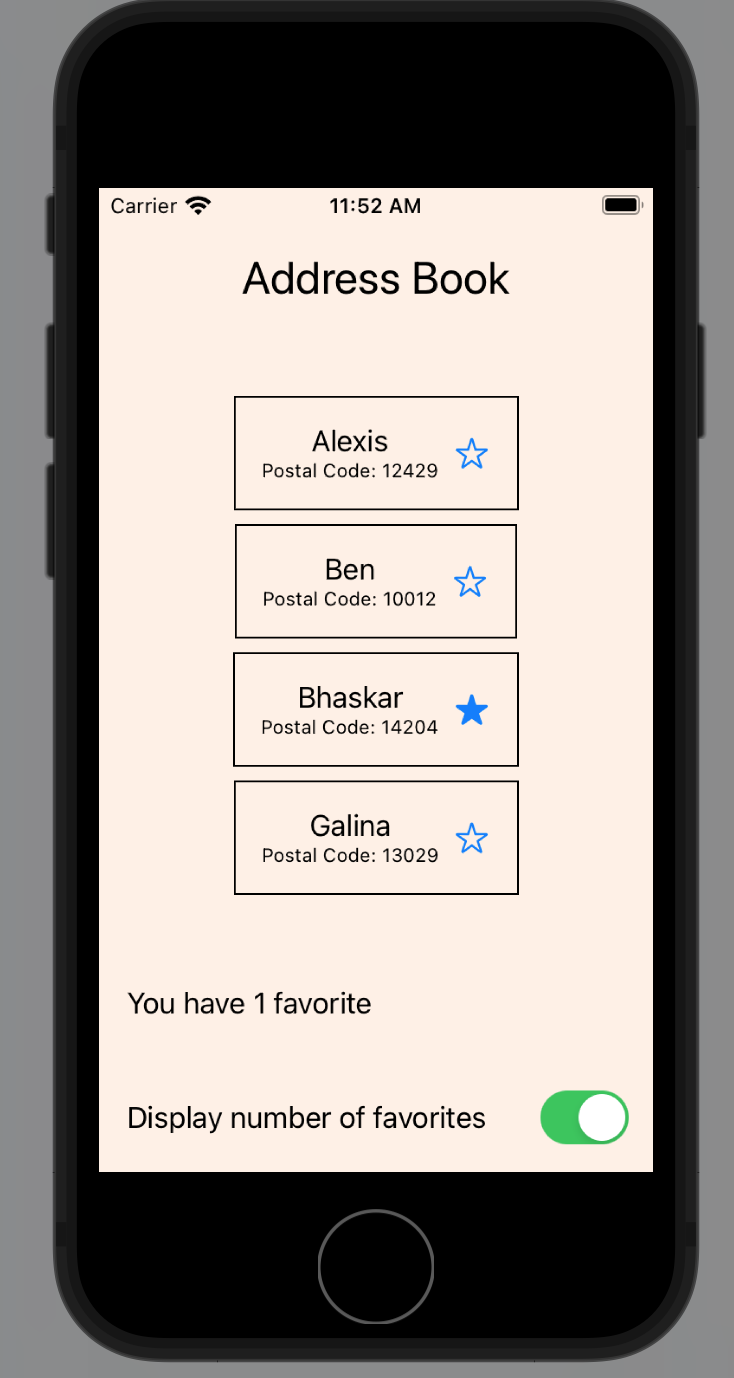 Carrier 11:52 AM
Address Book
Alexis
Postal Code: 12429
Ben
Postal Code: 10012
Bhaskar
Postal Code: 14204
Galina
Postal Code: 13029
You have 1 favorite
Display number of favorites